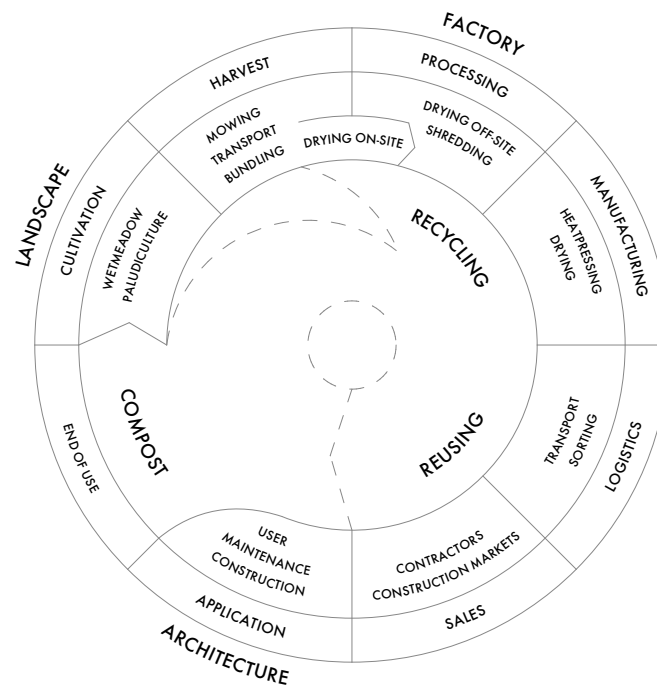 FACTORY
HARVEST
PROCESSING
MOWING
TRANSPORT
BUNDLING
DRYING ON-SITE
DRYING OFF-SITE
SHREDDING
LANDSCAPE
CULTIVATION
WETMEADOW
PALUDICULTURE
RECYCLING
HEATPRESSING
DRYING
MANUFACTURING
COMPOST
REUSING
END OF USE
TRANSPORT
SORTING
LOGISTICS
USER
MAINTENANCE
CONSTRUCTION
CONTRACTORS
CONSTRUCTION MARKETS
APPLICATION
SALES
ARCHITECTURE